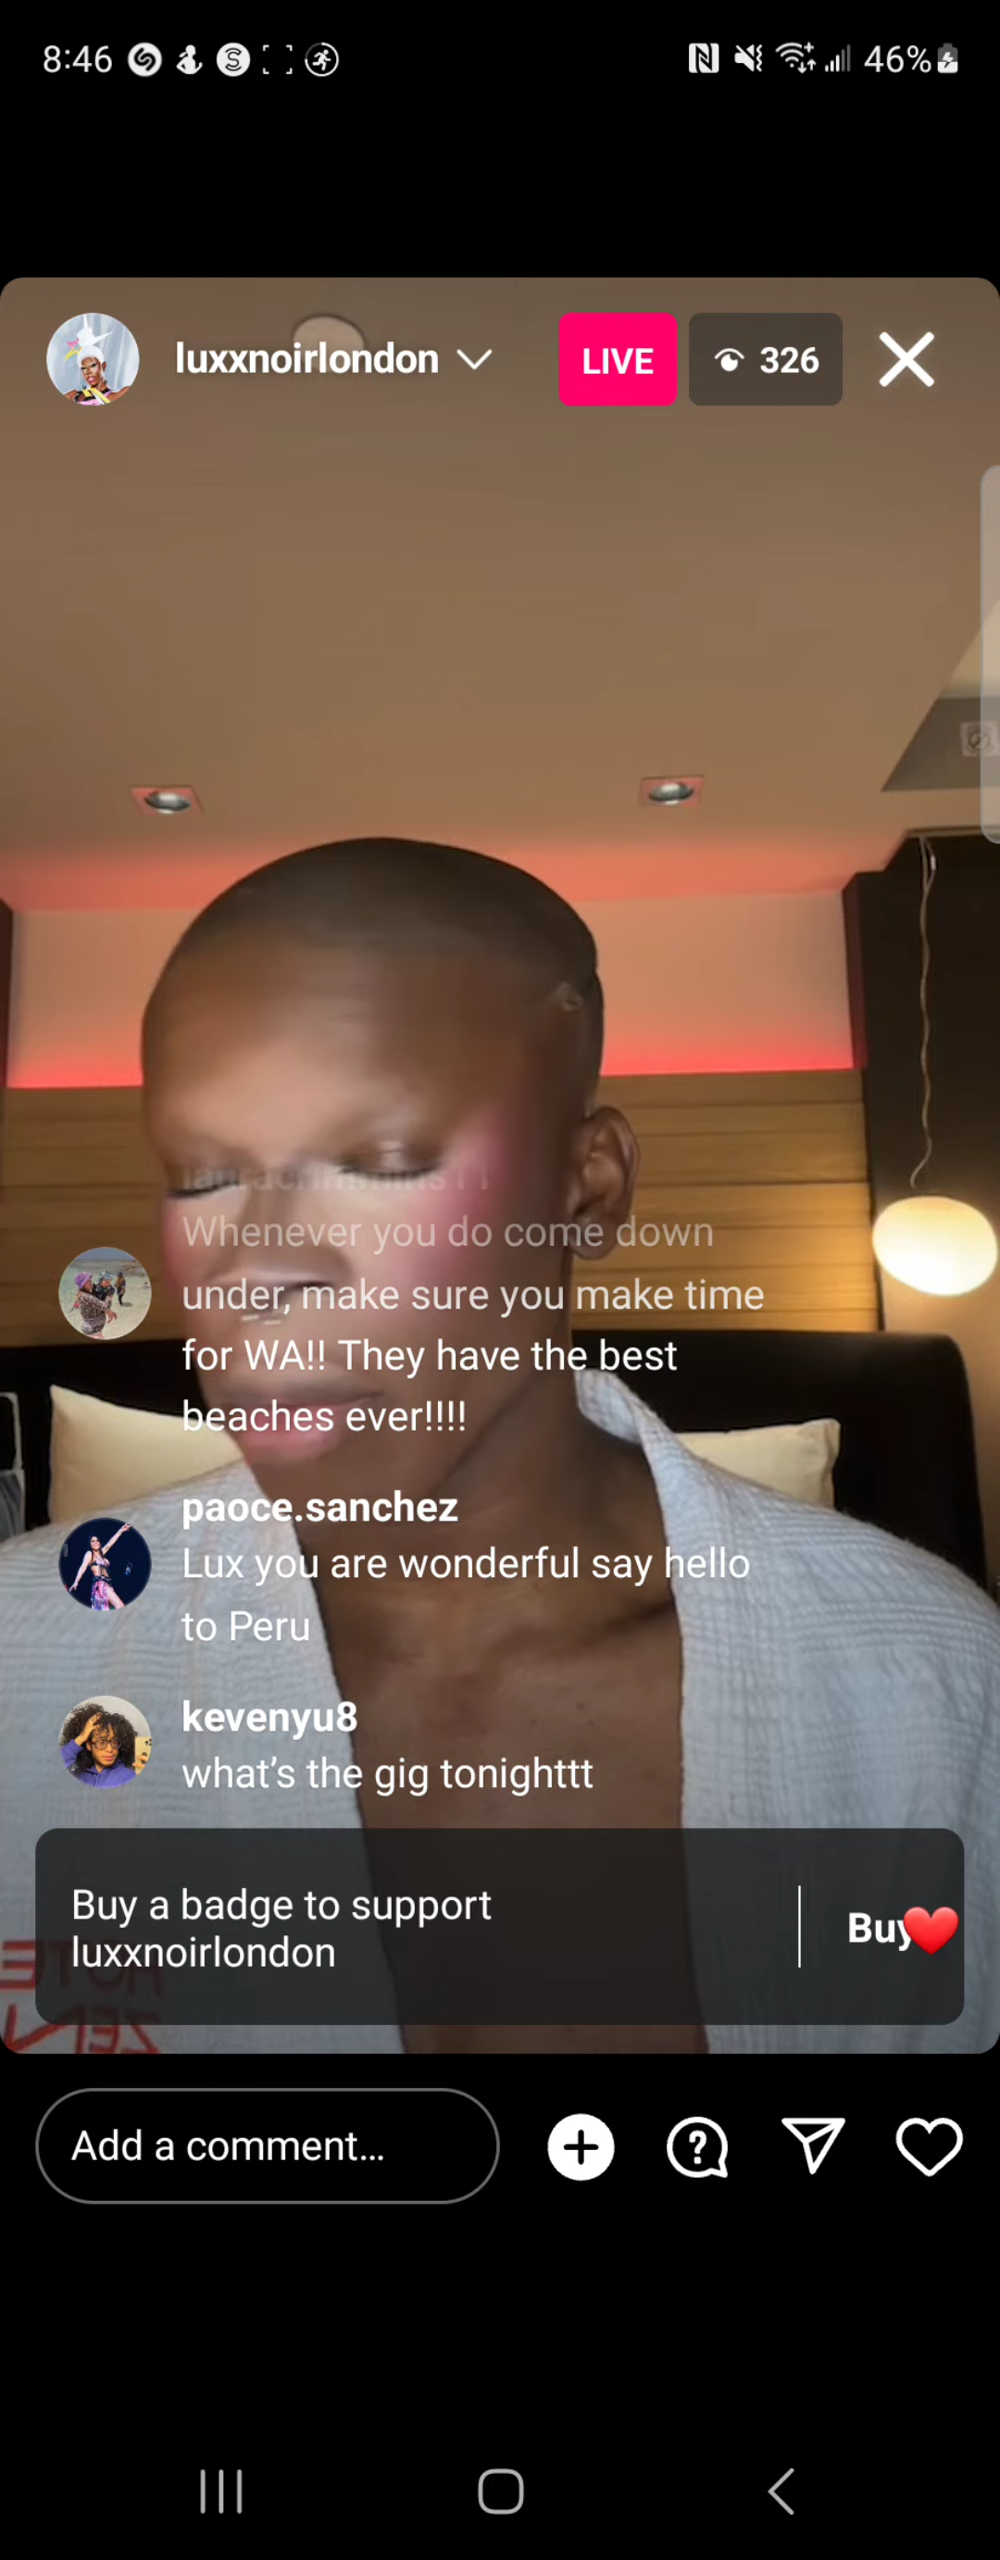 8:46
46%
luxxnoirlondon
LIVE
326
Whenever you do come down
under, make sure you make time
for WA!! They have the best
beaches ever!!!!
paoce.sanchez
Lux you are wonderful say hello
to Peru
kevenyu8
what's the gig tonighttt
Buy a badge to support
luxxnoirlondon
Buy
Add a comment...